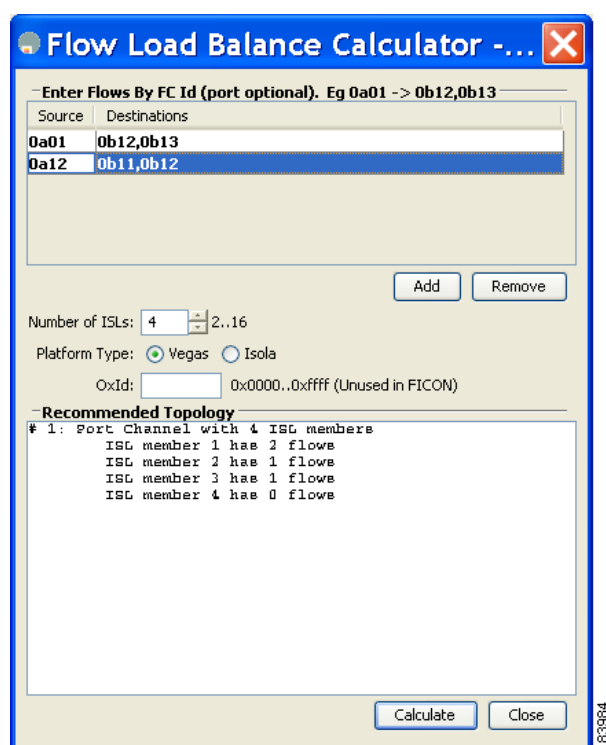 Flow Load Balance Calculator -...
Enter Flows By FC Id (port optional). Eg 0a01 -> 0b12,0b13
Source Destinations
0a01 0b12,0b13
0a12 0b11,0b12
Add Remove
Number of ISLs: 4 2..16
Platform Type: Vegas Isola
OxId: 0x0000..0xffff (Unused in FICON)
Recommended Topology
# 1: Port Channel with 4 ISL members
ISL member 1 has 2 flows
ISL member 2 has 1 flows
ISL member 3 has 1 flows
ISL member 4 has 0 flows
Calculate Close
83984